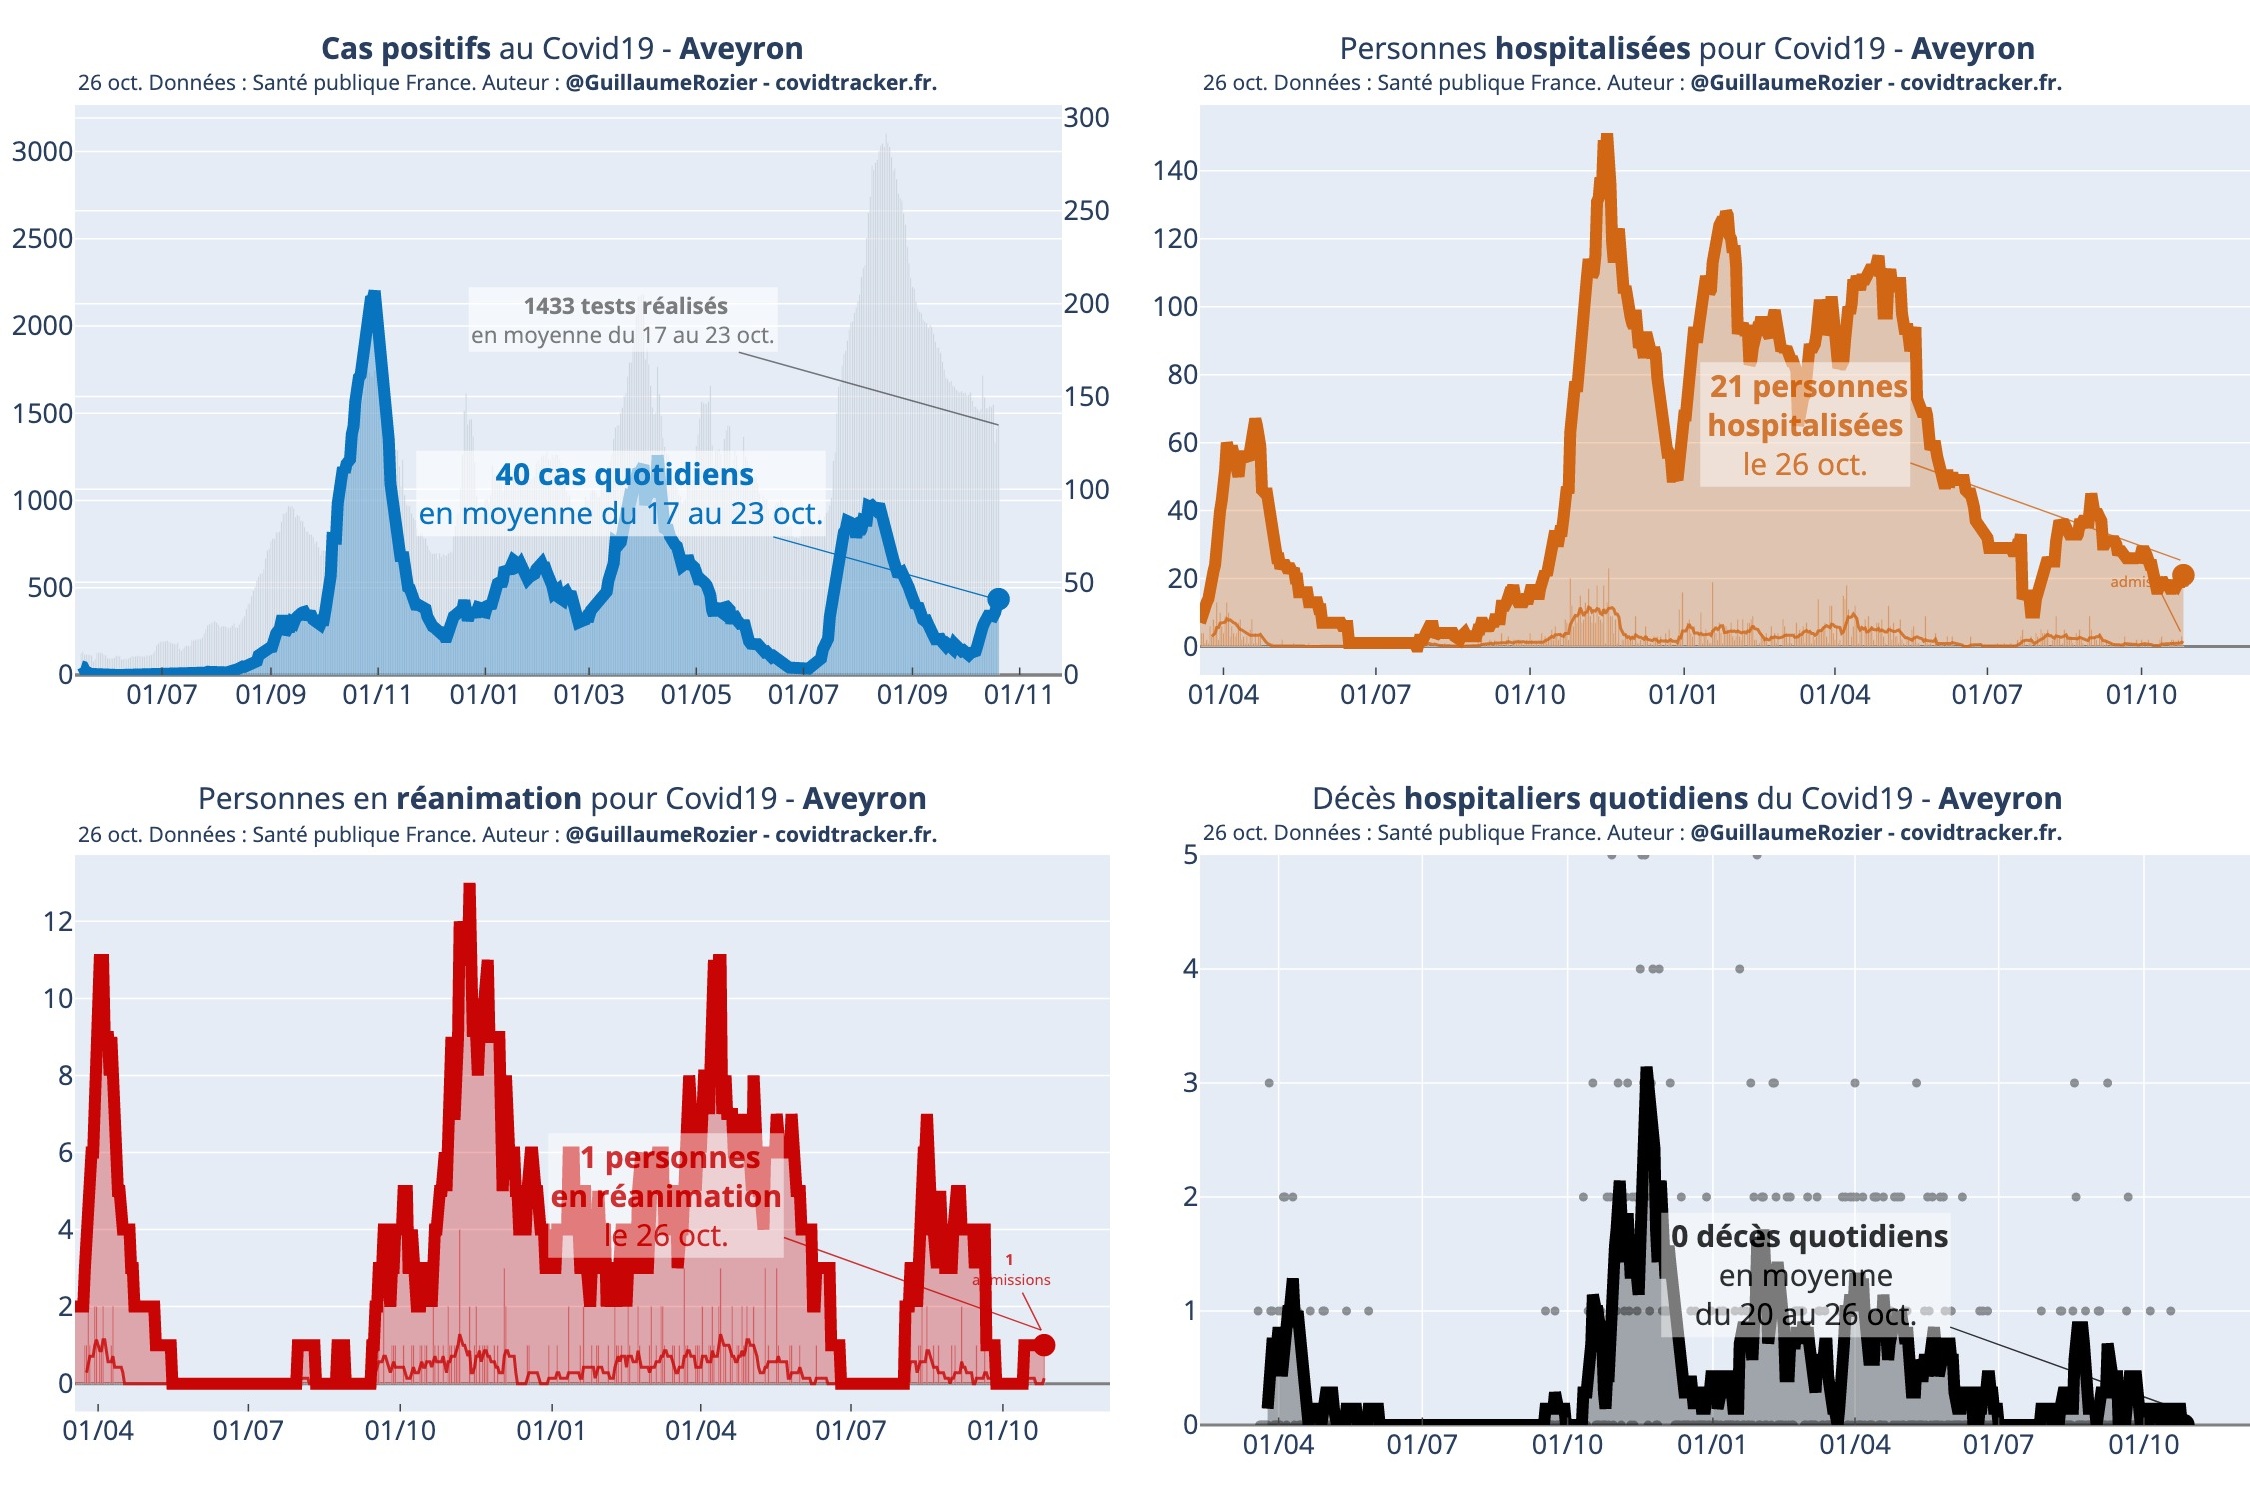 Cas positifs au Covid19 - Aveyron
26 oct. Données : Santé publique France. Auteur : @GuillaumeRozier - covidtracker.fr.
300
3000
250
2500
1433 tests réalisés
en moyenne du 17 au 23 oct.
200
2000
150
1500
40 cas quotidiens
en moyenne du 17 au 23 oct.
100
1000
50
500
0
0
01/07 01/09 01/11 01/01 01/03 01/05 01/07 01/09 01/11
Personnes hospitalisées pour Covid19 - Aveyron
26 oct. Données : Santé publique France. Auteur : @GuillaumeRozier - covidtracker.fr.
140
120
100
80
21 personnes
hospitalisées
le 26 oct.
60
40
20
admis
0
01/04 01/07 01/10 01/01 01/04 01/07 01/10
Personnes en réanimation pour Covid19 - Aveyron
26 oct. Données : Santé publique France. Auteur : @GuillaumeRozier - covidtracker.fr.
12
10
8
6
1 personnes
en réanimation
le 26 oct.
4
1
admissions
2
0
01/04 01/07 01/10 01/01 01/04 01/07 01/10
Décès hospitaliers quotidiens du Covid19 - Aveyron
26 oct. Données : Santé publique France. Auteur : @GuillaumeRozier - covidtracker.fr.
5
4
3
2
0 décès quotidiens
en moyenne
du 20 au 26 oct.
1
0
01/04 01/07 01/10 01/01 01/04 01/07 01/10